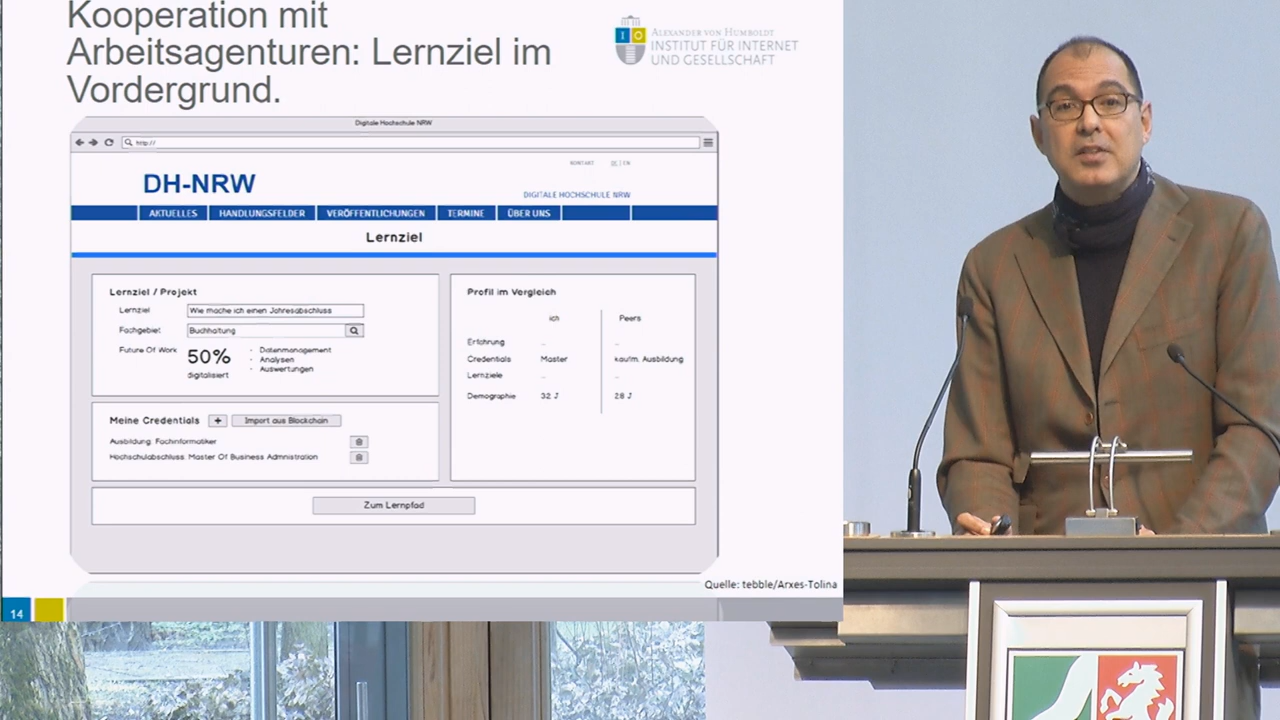 Kooperation mit
Arbeitsagenturen: Lernziel im
Vordergrund.
I O
ALEXANDER VON HUMBOLDT
INSTITUT FÜR INTERNET
UND GESELLSCHAFT
Digitale Hochschule NRW
http://
KONTAKT DE | EN
DH-NRW
DIGITALE HOCHSCHULE NRW
AKTUELLES HANDLUNGSFELDER VERÖFFENTLICHUNGEN TERMINE ÜBER UNS
Lernziel
Lernziel / Projekt
Lernziel Wie mache ich einen Jahresabschluss
Fachgebiet Buchhaltung
Future Of Work 50% digitalisiert
· Datenmanagement
· Analysen
· Auswertungen
Meine Credentials + Import aus Blockchain
Ausbildung: Fachinformatiker
Hochschulabschluss: Master Of Business Admnistration
Profil im Vergleich
ich Peers
Erfahrung .. ..
Credentials Master kaufm. Ausbildung
Lernziele .. ..
Demographie 32 J 28 J
Zum Lernpfad
Quelle: tebble/Arxes-Tolina
14